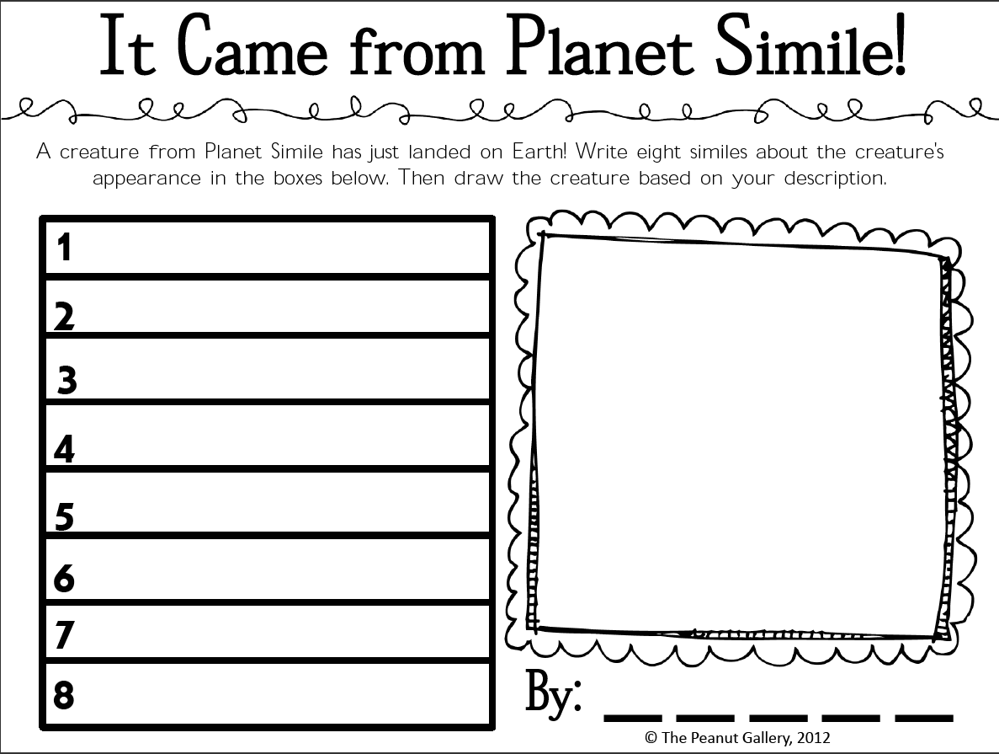 It Came from Planet Simile!
A creature from Planet Simile has just landed on Earth! Write eight similes about the creature's
appearance in the boxes below. Then draw the creature based on your description.
1
2
3
4
5
6
7
8
By: _ _ _ _ _
© The Peanut Gallery, 2012